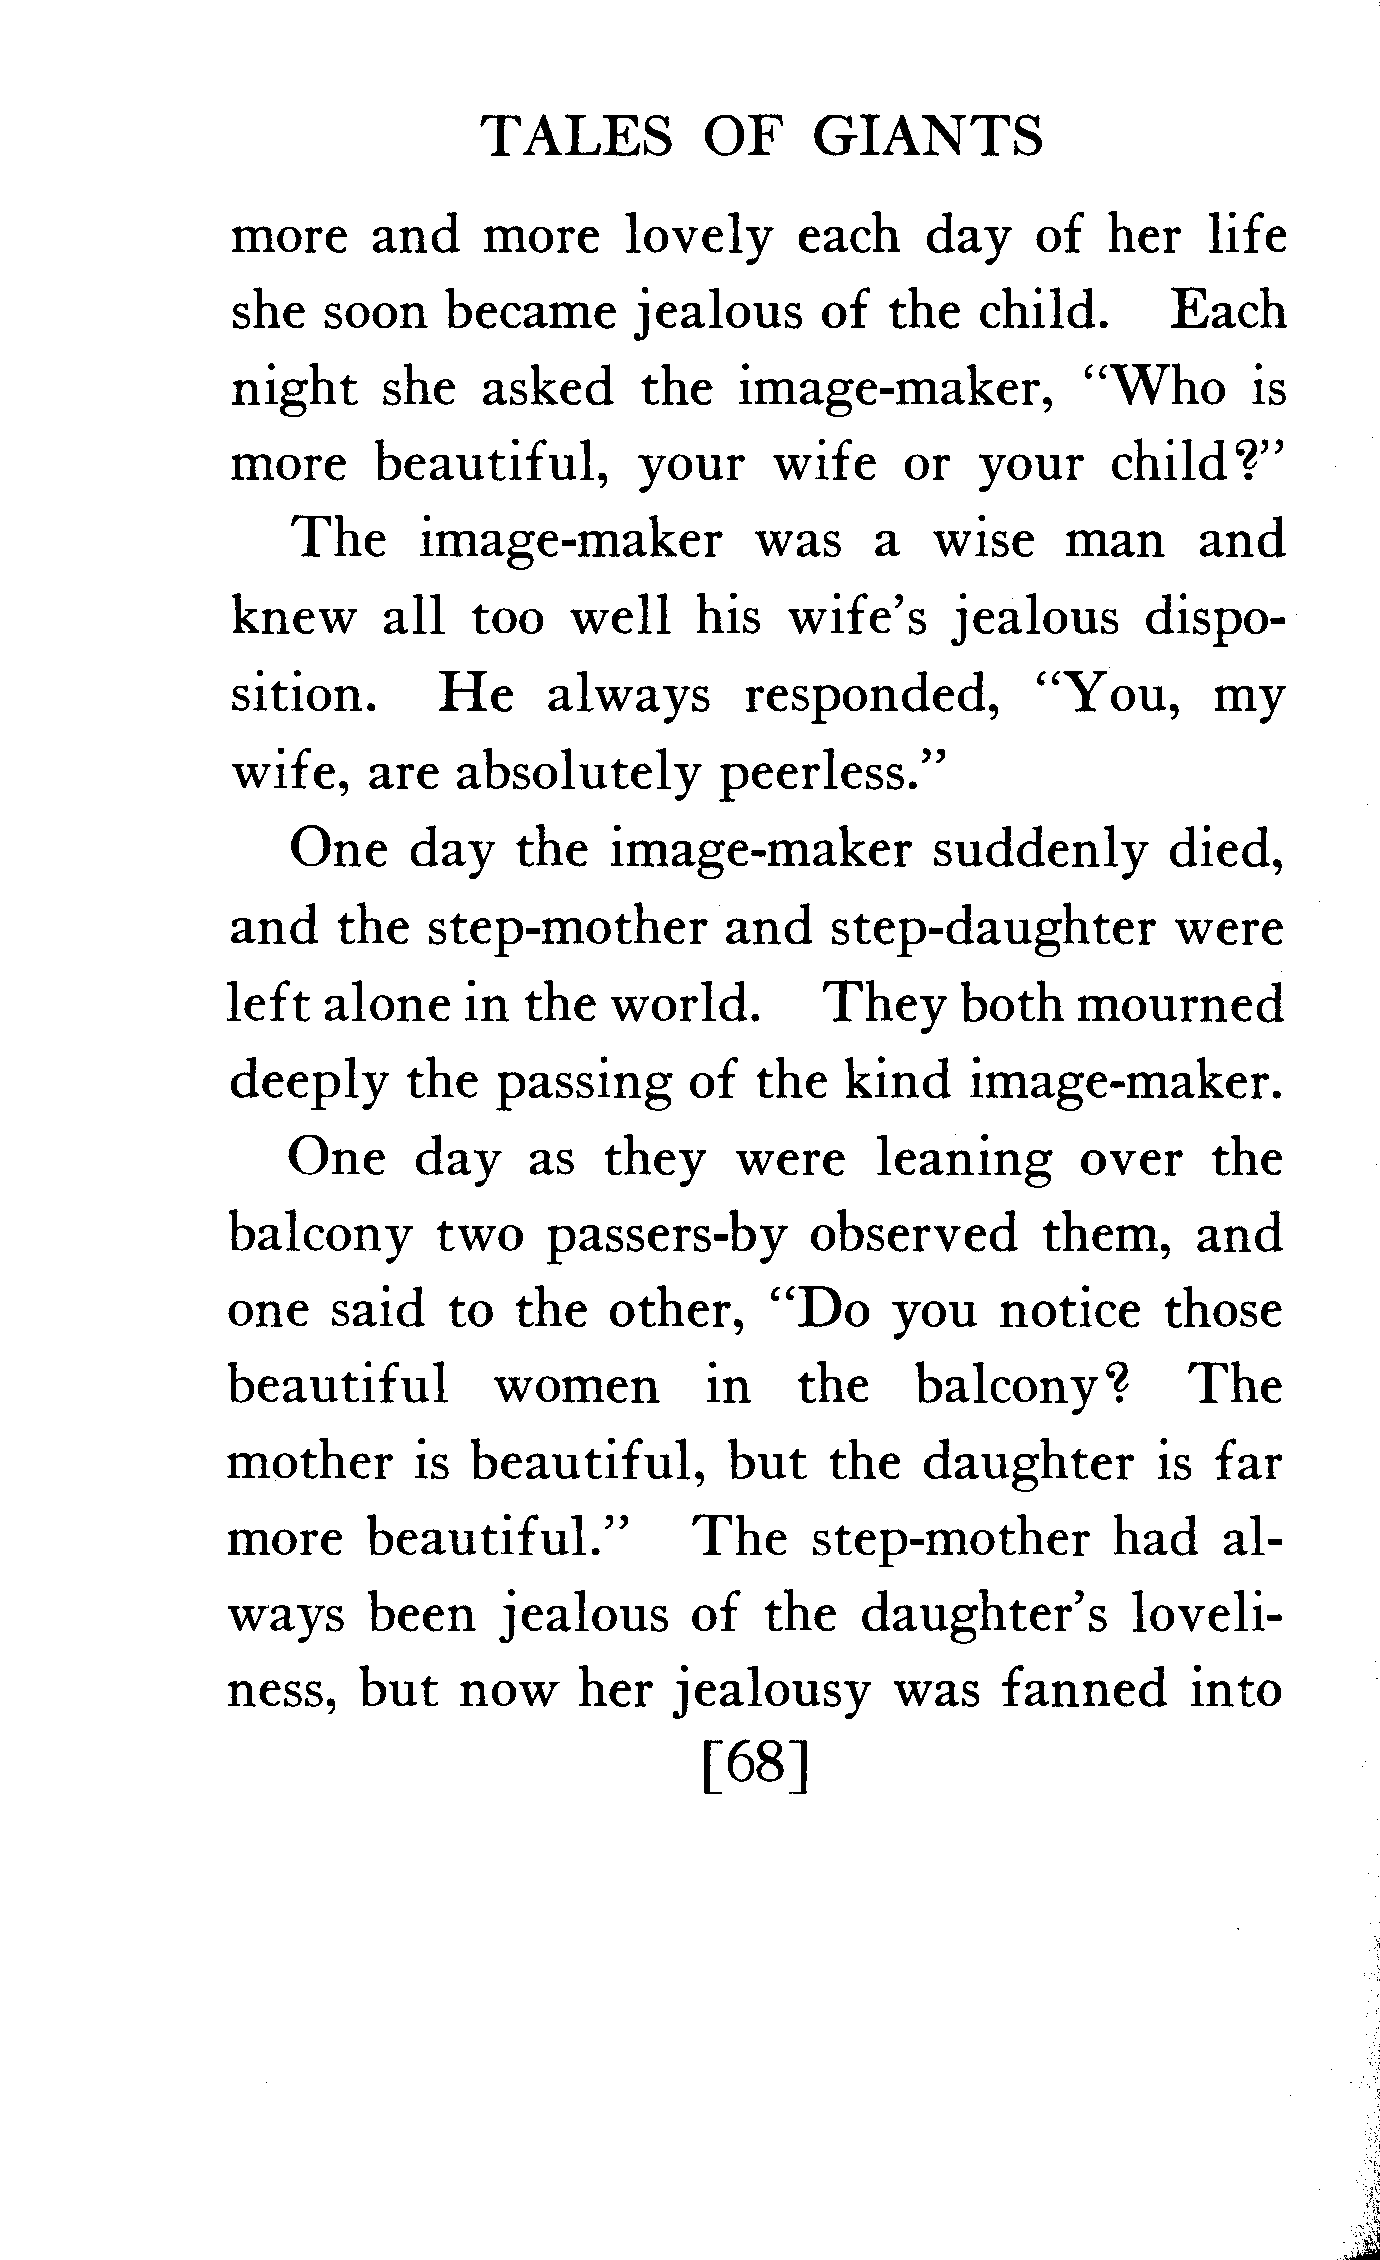 TALES OF GIANTS
more and more lovely each day of her life
she soon became jealous of the child. Each
night she asked the image-maker, "Who is
more beautiful, your wife or your child?"
The image-maker was a wise man and
knew all too well his wife's jealous dispo-
sition. He always responded, "You, my
wife, are absolutely peerless."
One day the image-maker suddenly died,
and the step-mother and step-daughter were
left alone in the world. They both mourned
deeply the passing of the kind image-maker.
One day as they were leaning over the
balcony two passers-by observed them, and
one said to the other, "Do you notice those
beautiful women in the balcony? The
mother is beautiful, but the daughter is far
more beautiful." The step-mother had al-
ways been jealous of the daughter's loveli-
ness, but now her jealousy was fanned into
[68]